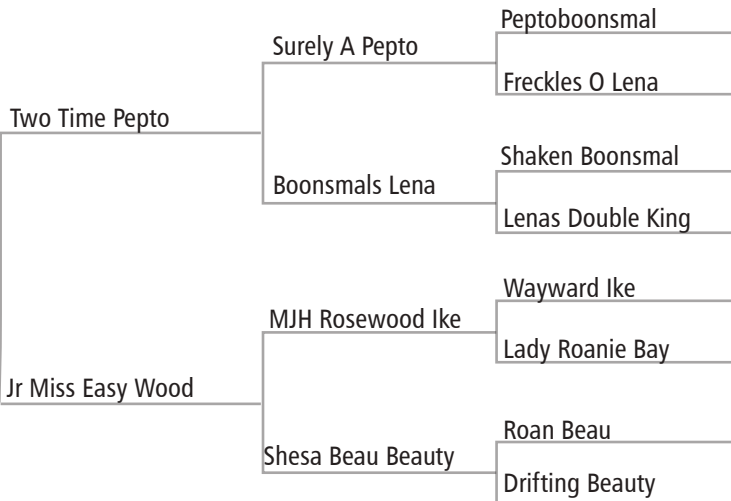 Peptoboonsmal
Surely A Pepto
Freckles O Lena
Two Time Pepto
Shaken Boonsmal
Boonsmals Lena
Lenas Double King
Wayward Ike
MJH Rosewood Ike
Lady Roanie Bay
Jr Miss Easy Wood
Roan Beau
Shesa Beau Beauty
Drifting Beauty